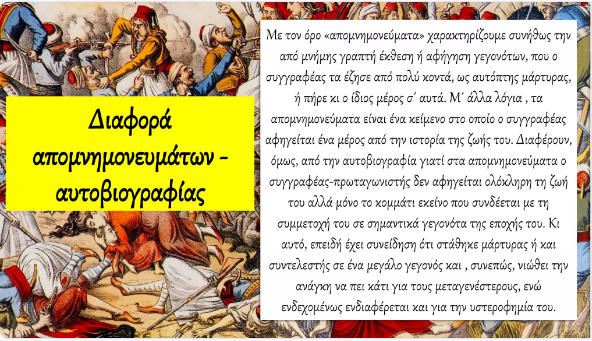 Διαφορά
απομνημονευμάτων -
αυτοβιογραφίας
Με τον όρο «απομνημονεύματα» χαρακτηρίζουμε συνήθως την
από μνήμης γραπτή έκθεση ή αφήγηση γεγονότων, που ο
συγγραφέας τα έζησε από πολύ κοντά, ως αυτόπτης μάρτυρας,
ή πήρε κι ο ίδιος μέρος σ΄ αυτά. Μ΄ άλλα λόγια , τα
απομνημονεύματα είναι ένα κείμενο στο οποίο ο συγγραφέας
αφηγείται ένα μέρος από την ιστορία της ζωής του. Διαφέρουν,
όμως, από την αυτοβιογραφία γιατί στα απομνημονεύματα ο
συγγραφέας-πρωταγωνιστής δεν αφηγείται ολόκληρη τη ζωή
του αλλά μόνο το κομμάτι εκείνο που συνδέεται με τη
συμμετοχή του σε σημαντικά γεγονότα της εποχής του. Κι
αυτό, επειδή έχει συνείδηση ότι στάθηκε μάρτυρας ή και
συντελεστής σε ένα μεγάλο γεγονός και , συνεπώς, νιώθει την
ανάγκη να πει κάτι για τους μεταγενέστερους, ενώ
ενδεχομένως ενδιαφέρεται και για την υστεροφημία του.